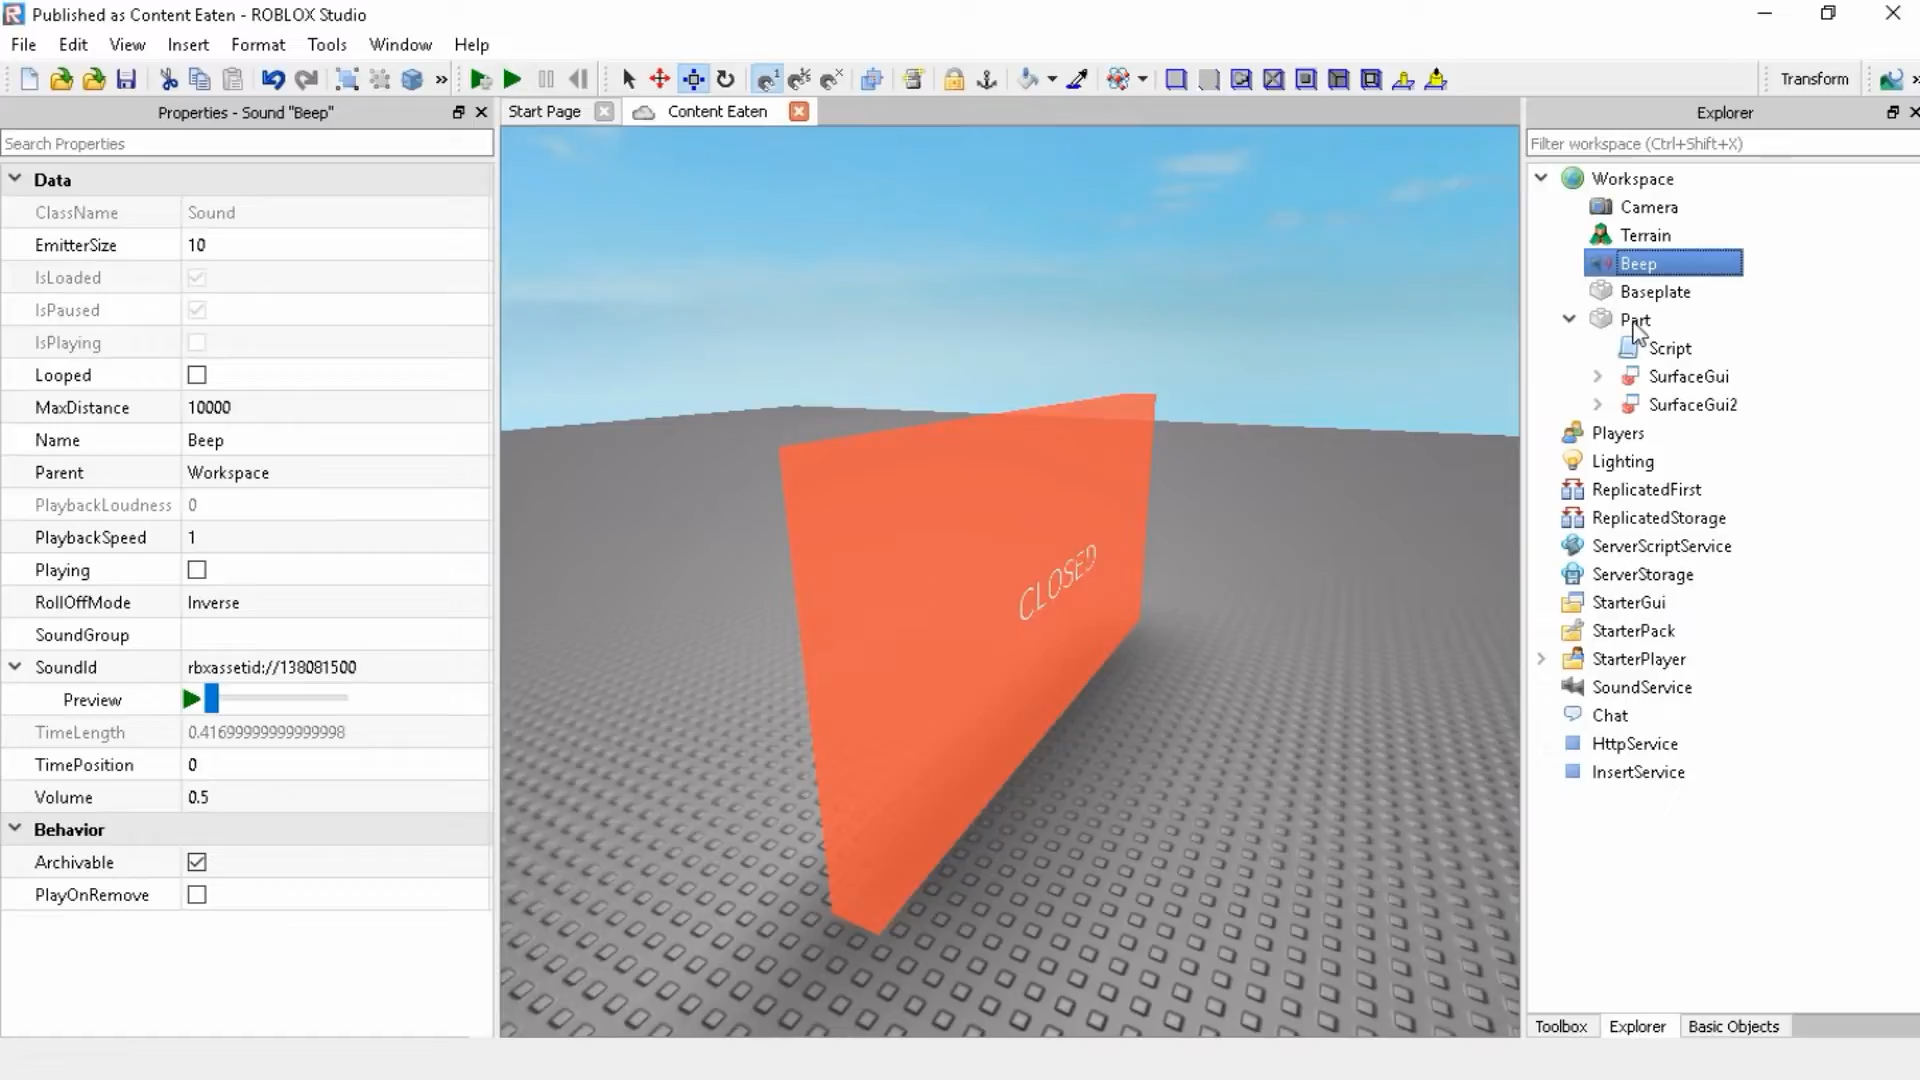 Published as Content Eaten - ROBLOX Studio
File Edit View Insert Format Tools Window Help
Transform
Properties - Sound "Beep"
Search Properties
Data
ClassName Sound
EmitterSize 10
IsLoaded
IsPaused
IsPlaying
Looped
MaxDistance 10000
Name Beep
Parent Workspace
PlaybackLoudness 0
PlaybackSpeed 1
Playing
RollOffMode Inverse
SoundGroup
SoundId rbxassetid://138081500
Preview
TimeLength 0.41699999999999998
TimePosition 0
Volume 0.5
Behavior
Archivable
PlayOnRemove
Start Page Content Eaten
CLOSED
Explorer
Filter workspace (Ctrl+Shift+X)
Workspace
Camera
Terrain
Beep
Baseplate
Part
Script
SurfaceGui
SurfaceGui2
Players
Lighting
ReplicatedFirst
ReplicatedStorage
ServerScriptService
ServerStorage
StarterGui
StarterPack
StarterPlayer
SoundService
Chat
HttpService
InsertService
Toolbox Explorer Basic Objects